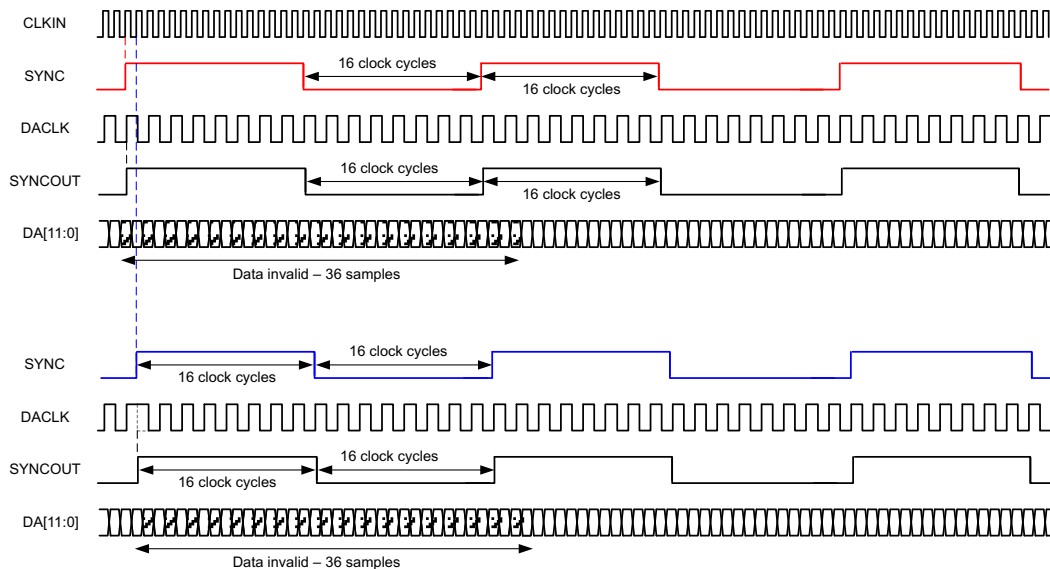 CLKIN
SYNC
16 clock cycles
16 clock cycles
DACLK
SYNCOUT
16 clock cycles
16 clock cycles
DA[11:0]
Data invalid – 36 samples
SYNC
16 clock cycles
16 clock cycles
DACLK
SYNCOUT
16 clock cycles
16 clock cycles
DA[11:0]
Data invalid – 36 samples